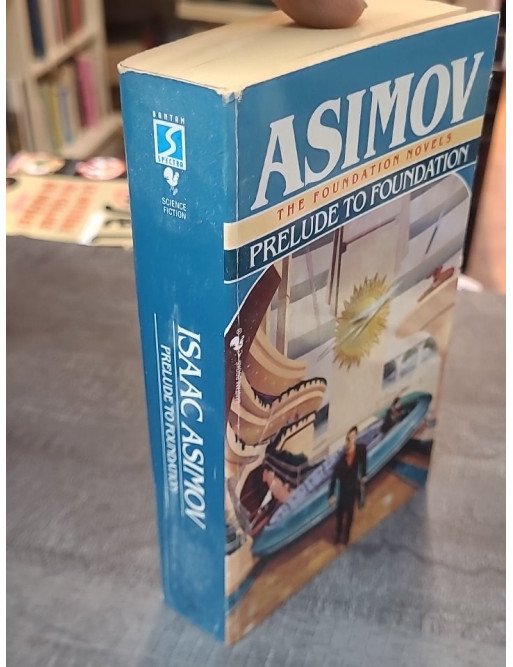 BANTAM
SPECTRA
SCIENCE
FICTION
ISAAC ASIMOV
PRELUDE TO FOUNDATION
ASIMOV
THE FOUNDATION NOVELS
PRELUDE TO FOUNDATION